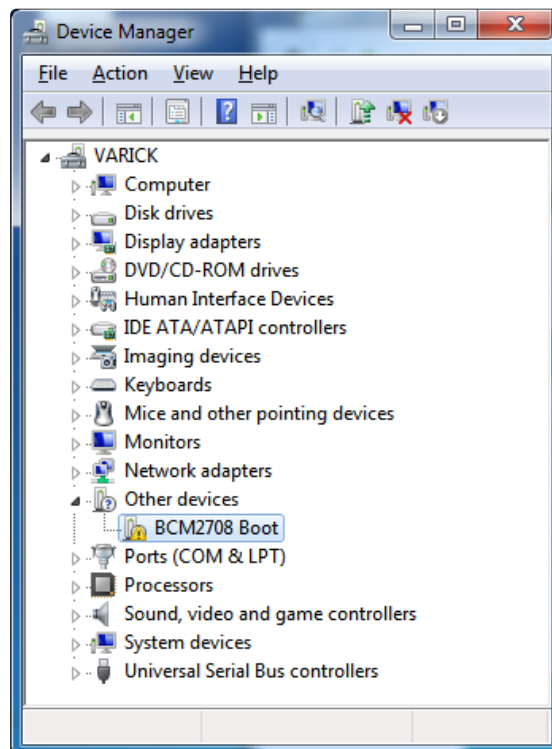 Device Manager
File Action View Help
VARICK
Computer
Disk drives
Display adapters
DVD/CD-ROM drives
Human Interface Devices
IDE ATA/ATAPI controllers
Imaging devices
Keyboards
Mice and other pointing devices
Monitors
Network adapters
Other devices
BCM2708 Boot
Ports (COM & LPT)
Processors
Sound, video and game controllers
System devices
Universal Serial Bus controllers